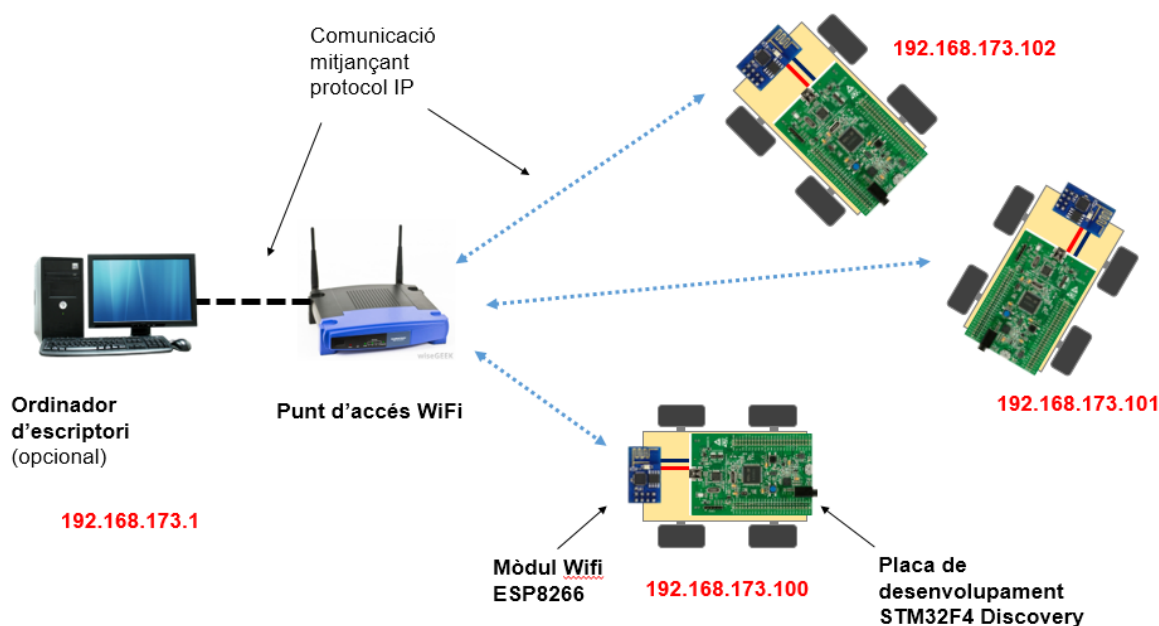 Comunicació
mitjançant
protocol IP
192.168.173.102
wiseGEEK
Ordinador
d'escriptori
(opcional)
Punt d'accés WiFi
192.168.173.101
192.168.173.1
Mòdul Wifi
ESP8266
192.168.173.100
Placa de
desenvolupament
STM32F4 Discovery